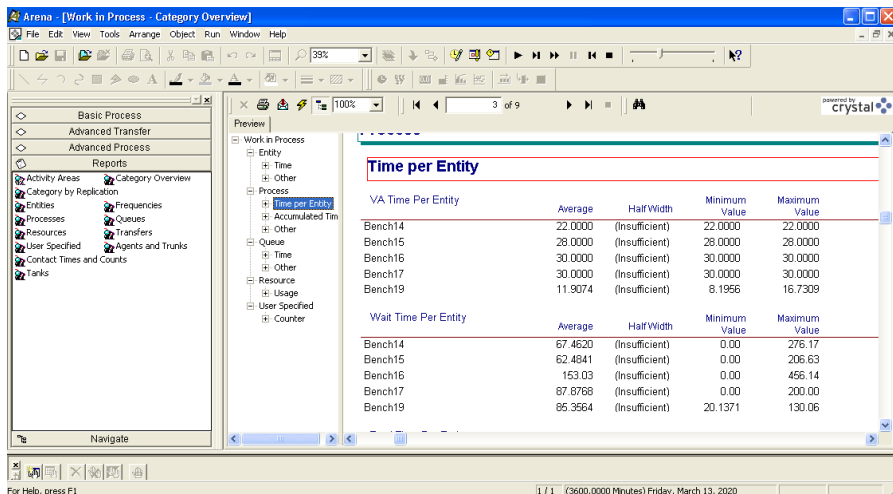 Arena - [Work in Process - Category Overview]
File Edit View Tools Arrange Object Run Window Help
39%
Basic Process
Advanced Transfer
Advanced Process
Reports
Activity Areas
Category Overview
Category by Replication
Entities
Frequencies
Processes
Queues
Resources
Transfers
User Specified
Agents and Trunks
Contact Times and Counts
Tanks
Navigate
100%
3 of 9
powered by
crystal
Preview
Work in Process
Entity
Time
Other
Process
Time per Entity
Accumulated Tim
Other
Queue
Time
Other
Resource
Usage
User Specified
Counter
Time per Entity
VA Time Per Entity Average Half Width Minimum Value Maximum Value
Bench14 22.0000 (Insufficient) 22.0000 22.0000
Bench15 28.0000 (Insufficient) 28.0000 28.0000
Bench16 30.0000 (Insufficient) 30.0000 30.0000
Bench17 30.0000 (Insufficient) 30.0000 30.0000
Bench19 11.9074 (Insufficient) 8.1956 16.7309
Wait Time Per Entity Average Half Width Minimum Value Maximum Value
Bench14 67.4620 (Insufficient) 0.00 276.17
Bench15 62.4841 (Insufficient) 0.00 206.63
Bench16 153.03 (Insufficient) 0.00 456.14
Bench17 87.8768 (Insufficient) 0.00 200.00
Bench19 85.3564 (Insufficient) 20.1371 130.06
For Help, press F1
1 / 1 (3600.0000 Minutes) Friday, March 13, 2020